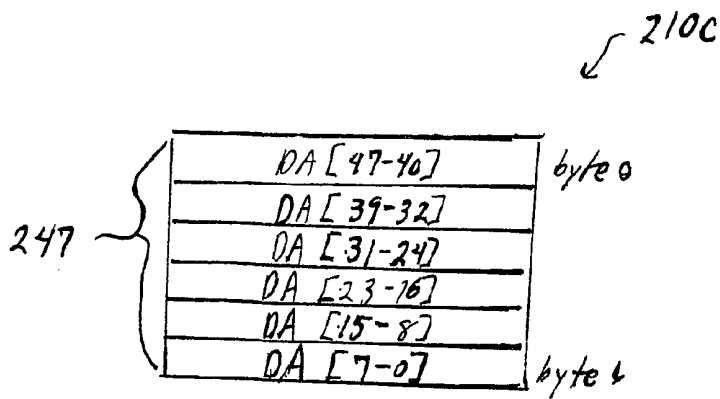 210C
DA [47-40] byte 0
DA [39-32]
247 DA [31-24]
DA [23-16]
DA [15-8]
DA [7-0] byte